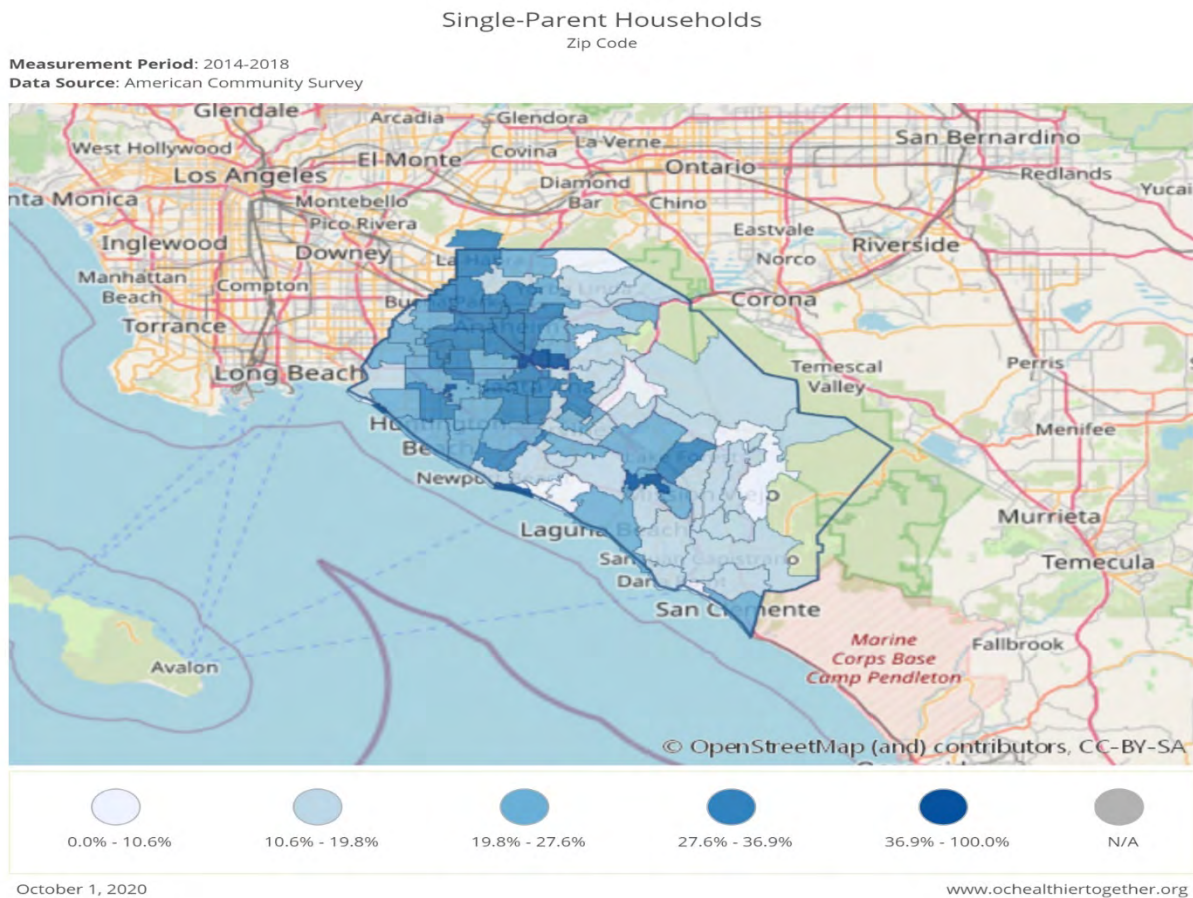 Single-Parent Households
Zip Code
Measurement Period: 2014-2018
Data Source: American Community Survey
Glendale
Arcadia
Glendora
San Bernardino
West Hollywood
El Monte
Covina
La Verne
Ontario
Redlands
Los Angeles
Diamond
Bar
Chino
Yucai
nta Monica
Montebello
Pico Rivera
Eastvale
Riverside
Inglewood
Downey
La Habra
Norco
Manhattan
Beach
Compton
Corona
Torrance
Anaheim
Long Beach
Temescal
Valley
Perris
Menifee
Laguna Beach
Murrieta
Temecula
San Clemente
Marine
Corps Base
Camp Pendleton
Fallbrook
Avalon
© OpenStreetMap (and) contributors, CC-BY-SA
0.0% - 10.6%
10.6% - 19.8%
19.8% - 27.6%
27.6% - 36.9%
36.9% - 100.0%
N/A
October 1, 2020
www.ochealthiertogether.org